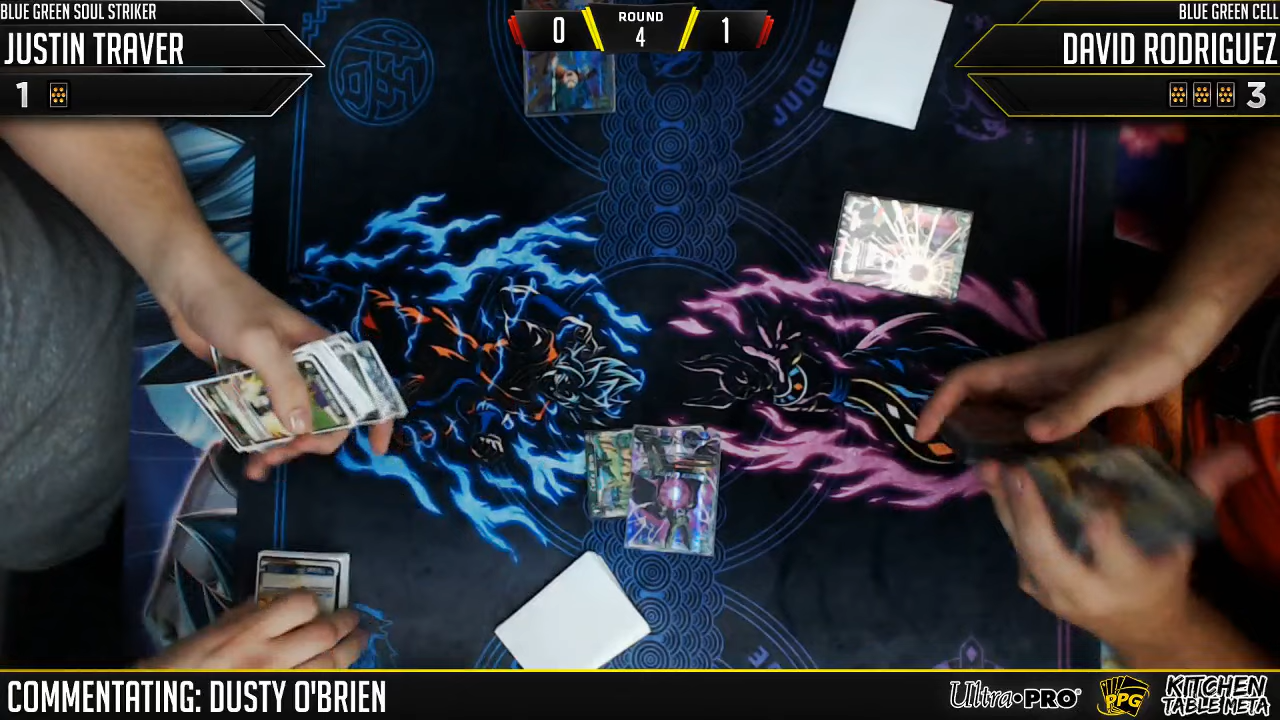 BLUE GREEN SOUL STRIKER
JUSTIN TRAVER
1
0
ROUND
4
1
BLUE GREEN CELL
DAVID RODRIGUEZ
3
JUDGE
COMMENTATING: DUSTY O'BRIEN
Ultra•PRO®
PPG
KITCHEN
TABLE META